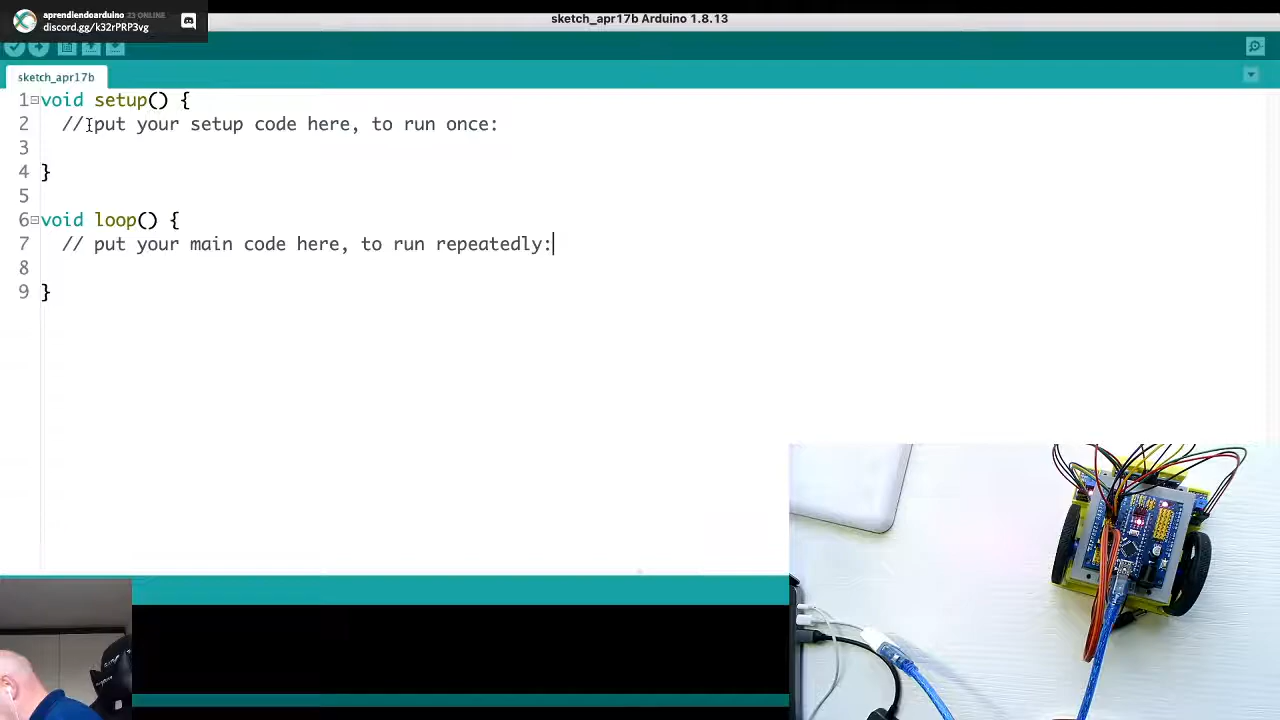 aprendiendoarduino 23 ONLINE
discord.gg/k32rPRP3vg
sketch_apr17b Arduino 1.8.13
sketch_apr17b
1 void setup() {
2 // put your setup code here, to run once:
3
4 }
5
6 void loop() {
7 // put your main code here, to run repeatedly:
8
9 }